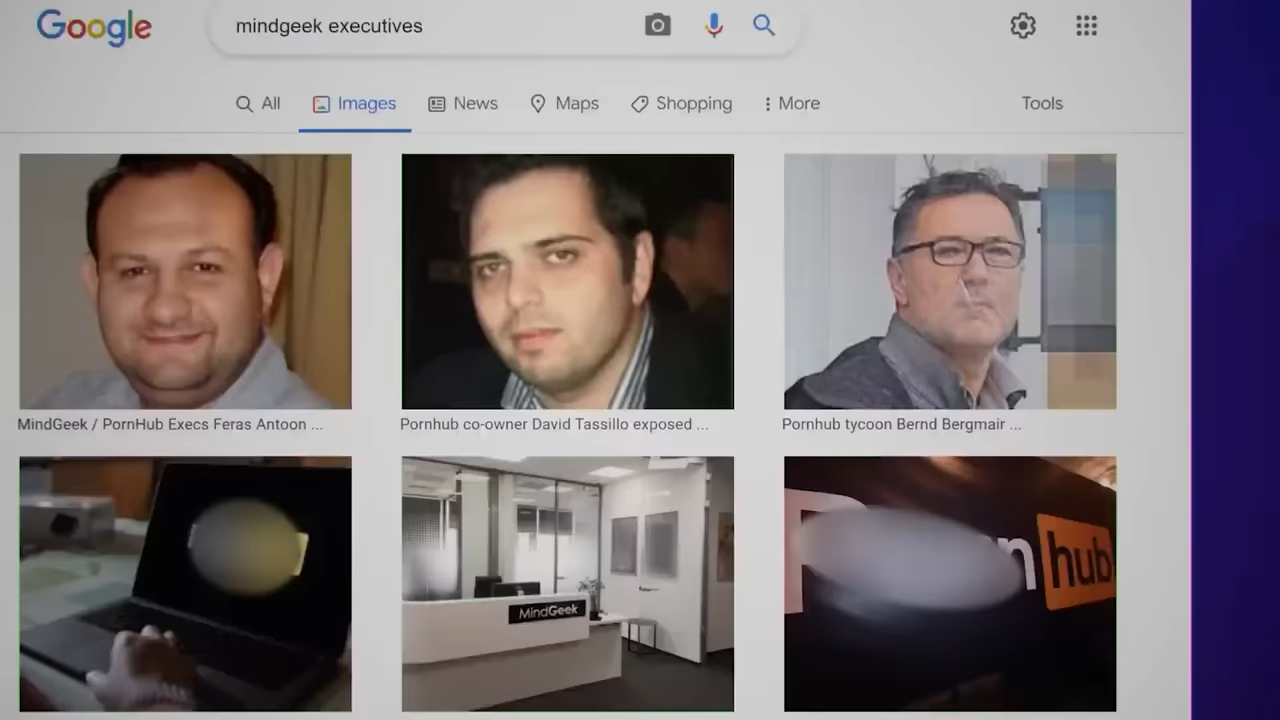 Google
mindgeek executives
All
Images
News
Maps
Shopping
More
Tools
MindGeek / PornHub Execs Feras Antoon ...
Pornhub co-owner David Tassillo exposed ...
Pornhub tycoon Bernd Bergmair ...
MindGeek
n hub